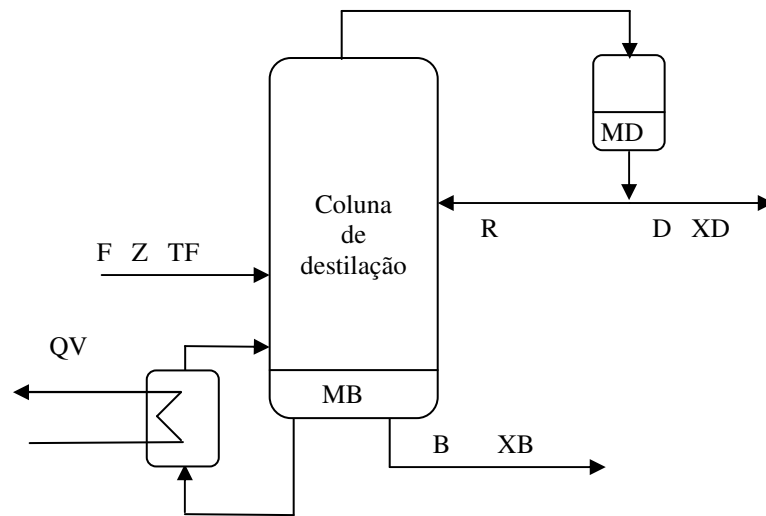 MD
Coluna
de
destilação
R
D XD
F Z TF
QV
MB
B XB